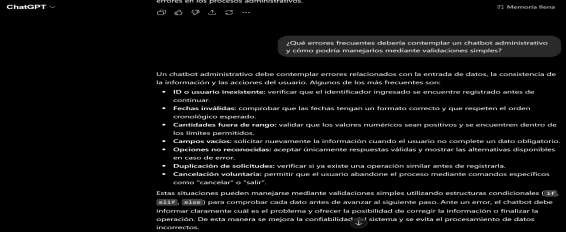 errores en los procesos administrativos.
ChatGPT
Memoria llena
¿Qué errores frecuentes debería contemplar un chatbot administrativo
y cómo podría manejarlos mediante validaciones simples?
Un chatbot administrativo debe contemplar errores relacionados con la entrada de datos, la consistencia de
la información y las acciones del usuario. Algunos de los más frecuentes son:
• ID o usuario inexistente: verificar que el identificador ingresado se encuentre registrado antes de
continuar.
• Fechas inválidas: comprobar que las fechas tengan un formato correcto y que respeten el orden
cronológico esperado.
• Cantidades fuera de rango: validar que los valores numéricos sean positivos y se encuentren dentro de
los límites permitidos.
• Campos vacíos: solicitar nuevamente la información cuando el usuario no complete un dato obligatorio.
• Opciones no reconocidas: aceptar únicamente respuestas válidas y mostrar las alternativas disponibles
en caso de error.
• Duplicación de solicitudes: verificar si ya existe una operación similar antes de registrarla.
• Cancelación voluntaria: permitir que el usuario abandone el proceso mediante comandos específicos
como "cancelar" o "salir".
Estas situaciones pueden manejarse mediante validaciones simples utilizando estructuras condicionales (if,
elif, else) para comprobar cada dato antes de avanzar al siguiente paso. Ante un error, el chatbot debe
informar claramente cuál es el problema y ofrecer la posibilidad de corregir la información o finalizar la
operación. De esta manera se mejora la confiabilidad del sistema y se evita el procesamiento de datos
incorrectos.